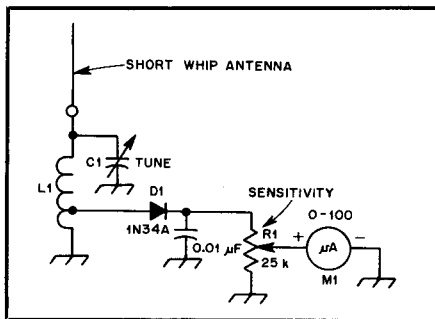 SHORT WHIP ANTENNA
C1 TUNE
L1
D1
SENSITIVITY
1N34A
R1
0-100
+ −
0.01 µF
µA
25 k
M1